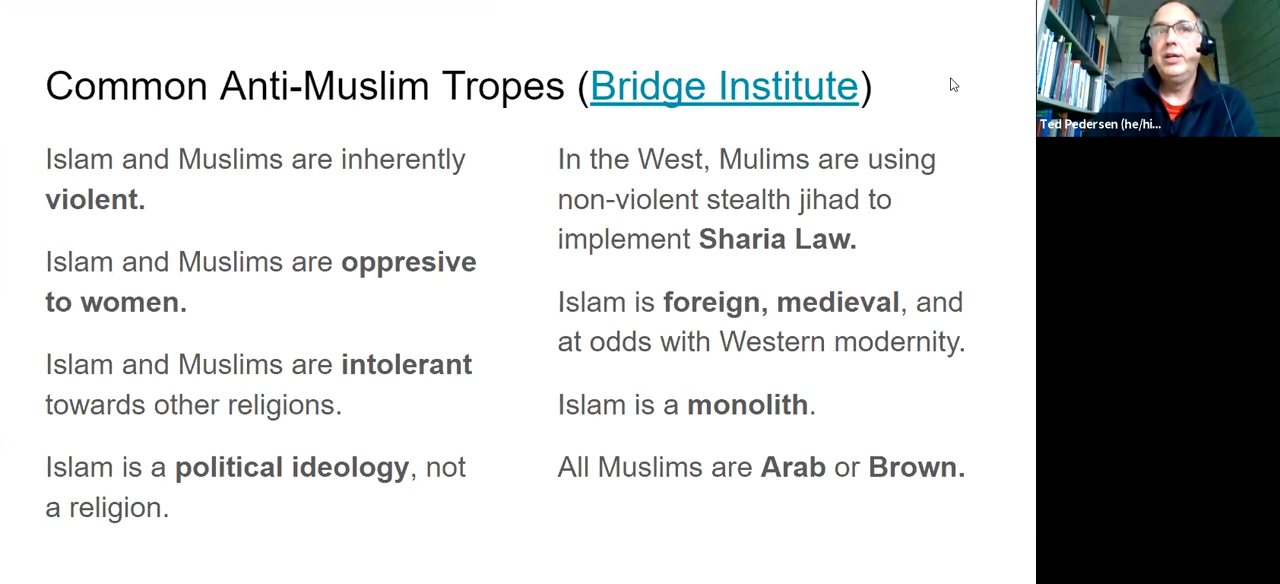 Common Anti-Muslim Tropes (Bridge Institute)
Islam and Muslims are inherently
violent.
Islam and Muslims are oppresive
to women.
Islam and Muslims are intolerant
towards other religions.
Islam is a political ideology, not
a religion.
In the West, Mulims are using
non-violent stealth jihad to
implement Sharia Law.
Islam is foreign, medieval, and
at odds with Western modernity.
Islam is a monolith.
All Muslims are Arab or Brown.
Ted Pedersen (he/hi...